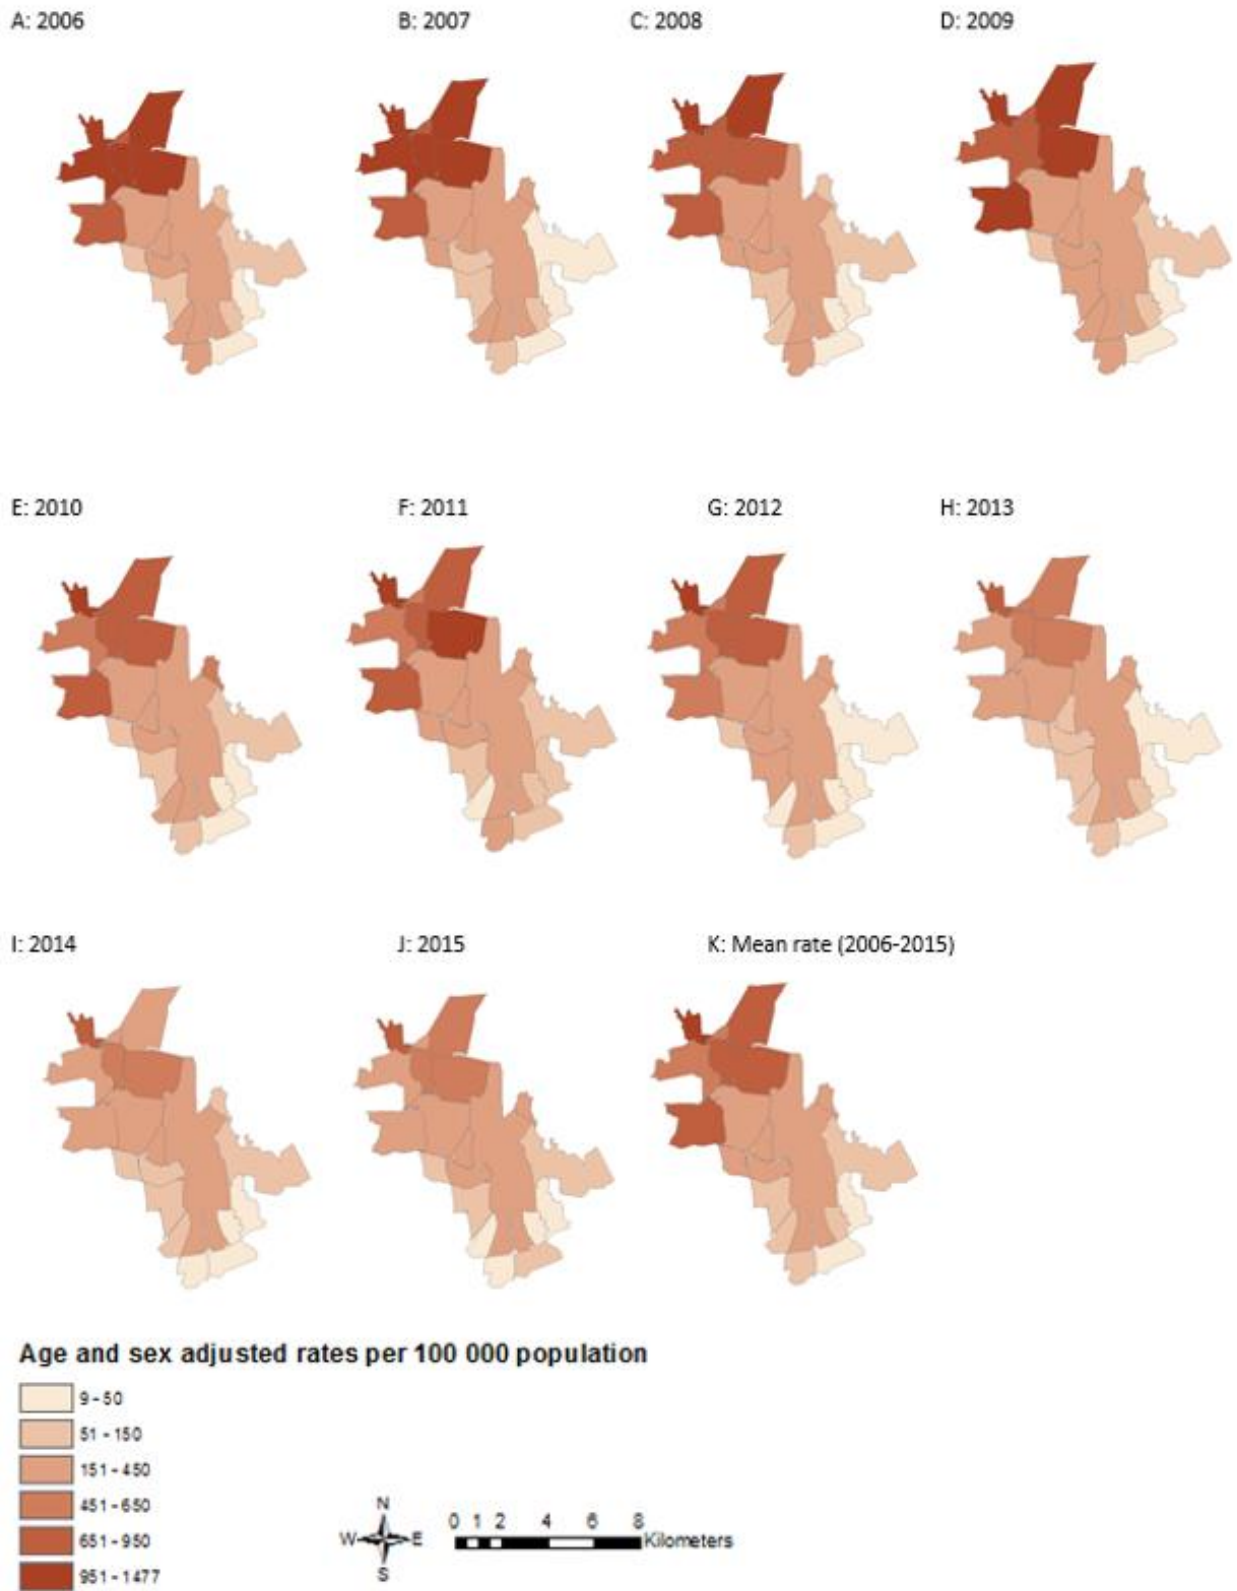 A: 2006
B: 2007
C: 2008
D: 2009
E: 2010
F: 2011
G: 2012
H: 2013
I: 2014
J: 2015
K: Mean rate (2006-2015)
Age and sex adjusted rates per 100 000 population
9 - 50
51 - 150
151 - 450
451 - 650
651 - 950
951 - 1477
N
W E
S
0 1 2 4 6 8
Kilometers